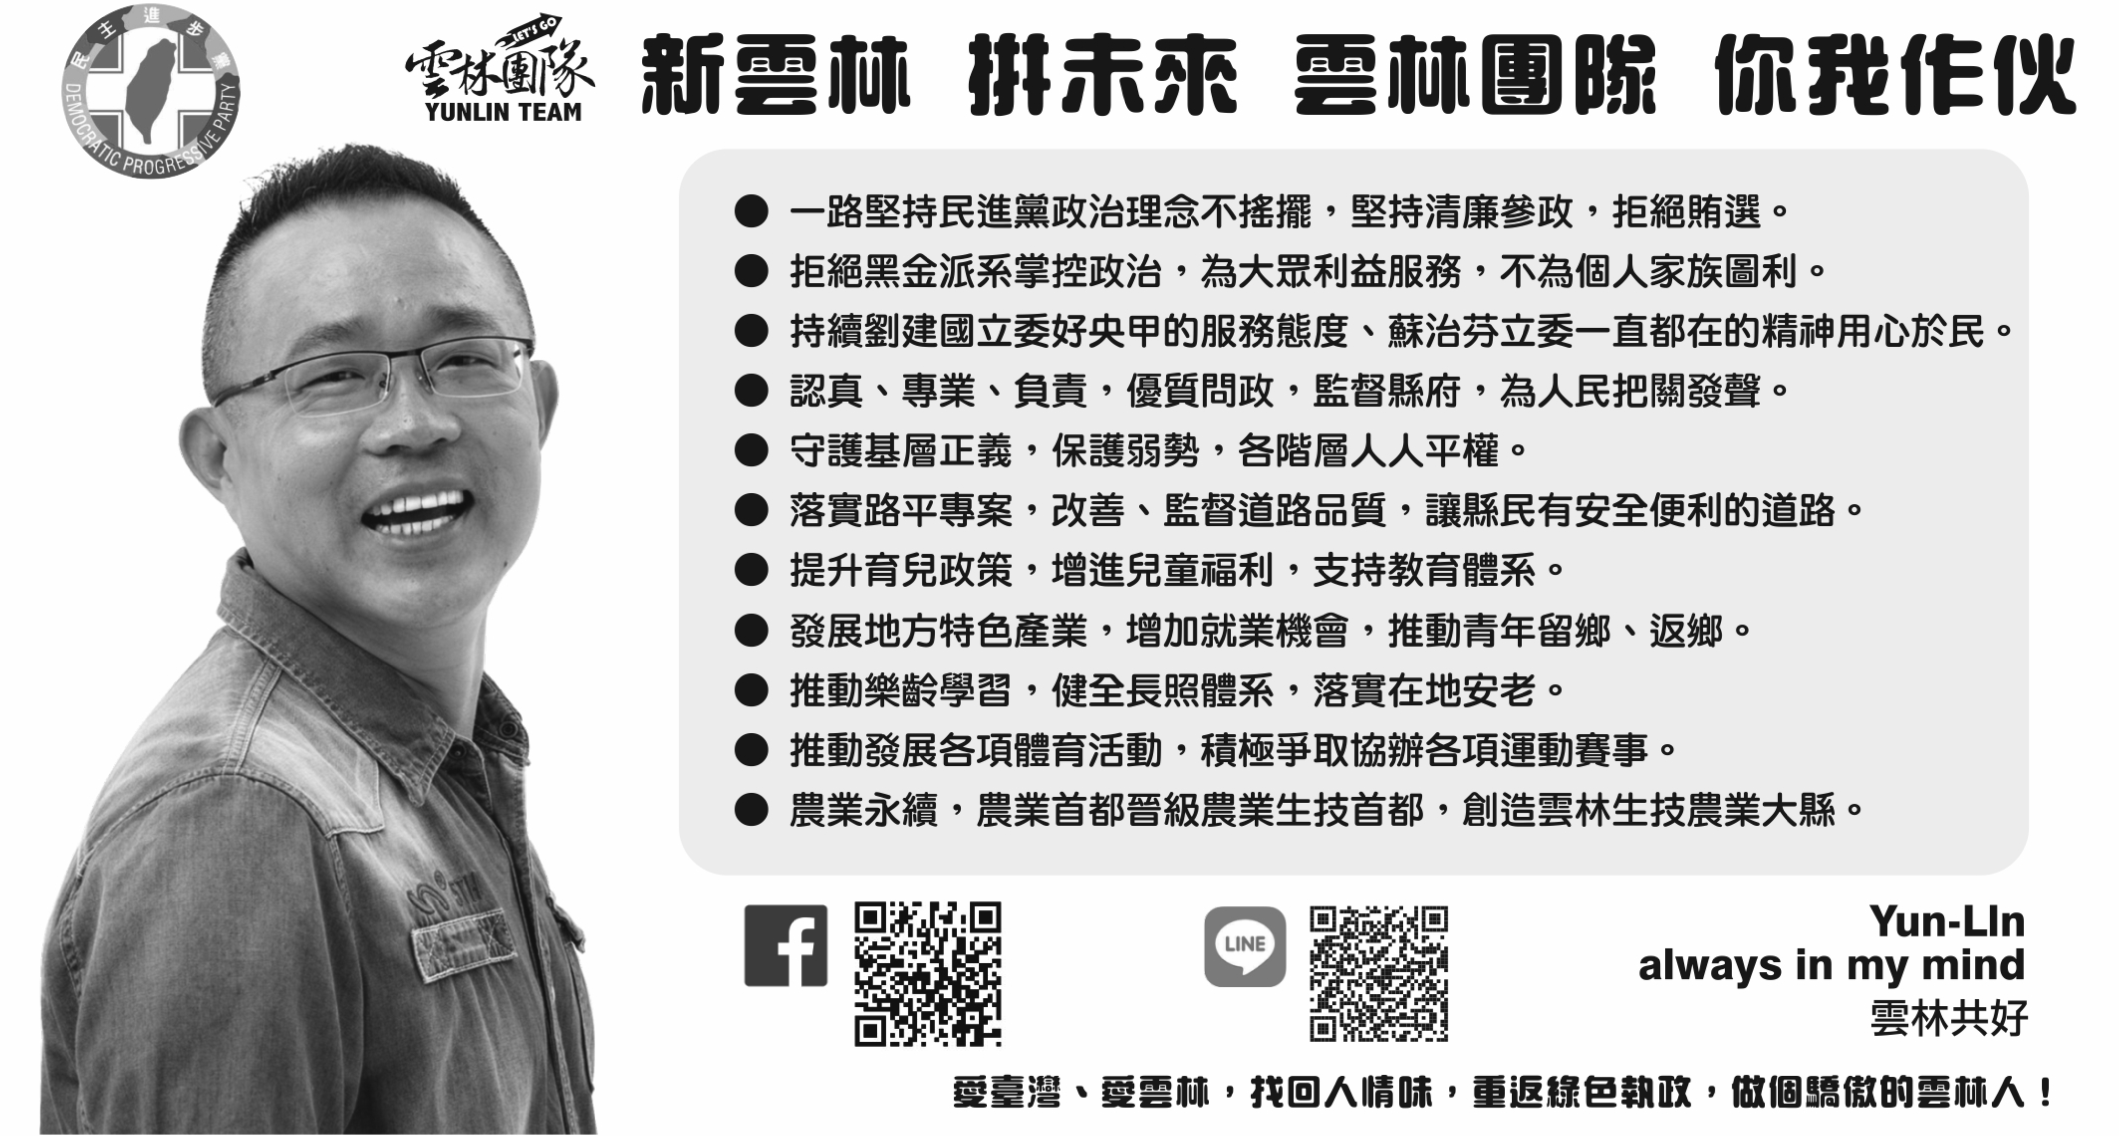 民主進步黨
DEMOCRATIC PROGRESSIVE PARTY
LET'S GO
雲林團隊
YUNLIN TEAM
新雲林 拼未來 雲林團隊 你我作伙
● 一路堅持民進黨政治理念不搖擺，堅持清廉參政，拒絕賄選。
● 拒絕黑金派系掌控政治，為大眾利益服務，不為個人家族圖利。
● 持續劉建國立委好央甲的服務態度、蘇治芬立委一直都在的精神用心於民。
● 認真、專業、負責，優質問政，監督縣府，為人民把關發聲。
● 守護基層正義，保護弱勢，各階層人人平權。
● 落實路平專案，改善、監督道路品質，讓縣民有安全便利的道路。
● 提升育兒政策，增進兒童福利，支持教育體系。
● 發展地方特色產業，增加就業機會，推動青年留鄉、返鄉。
● 推動樂齡學習，健全長照體系，落實在地安老。
● 推動發展各項體育活動，積極爭取協辦各項運動賽事。
● 農業永續，農業首都晉級農業生技首都，創造雲林生技農業大縣。
f
LINE
Yun-LIn
always in my mind
雲林共好
愛臺灣、愛雲林，找回人情味，重返綠色執政，做個驕傲的雲林人！